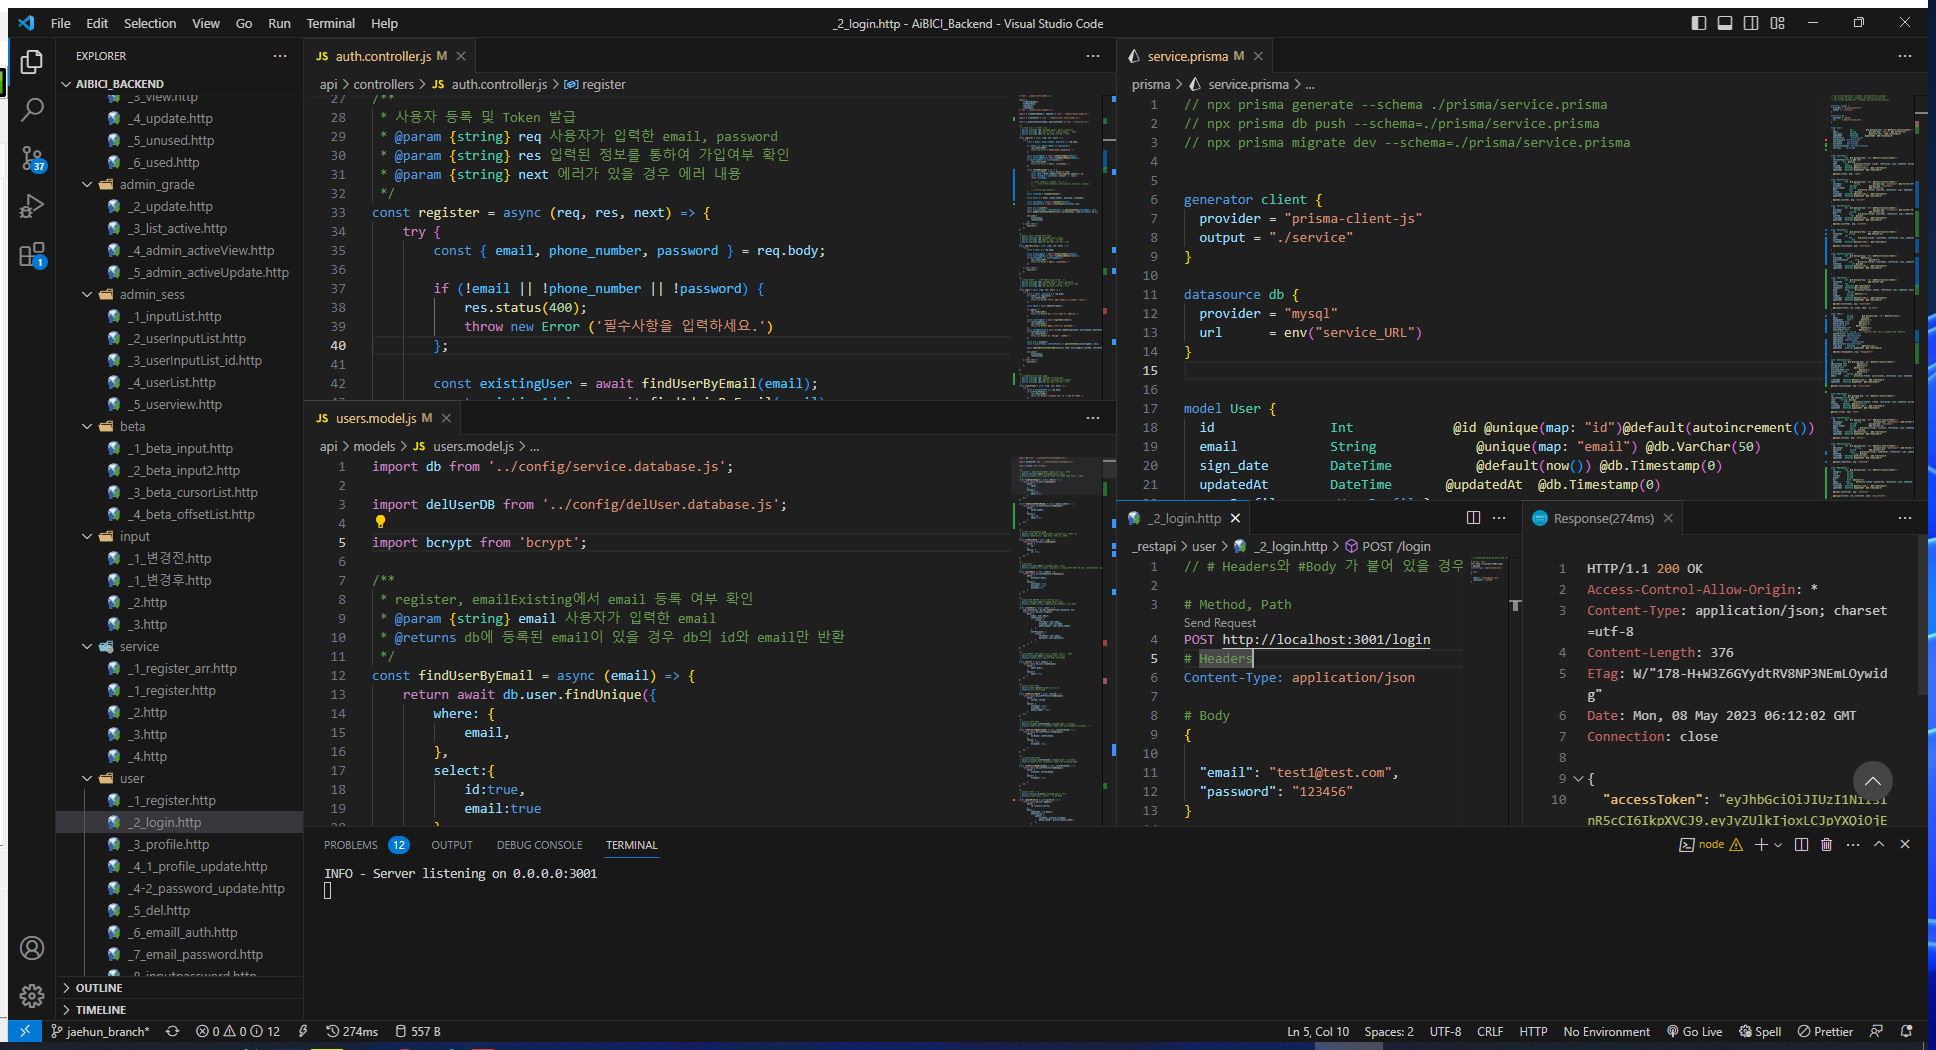 File Edit Selection View Go Run Terminal Help
_2_login.http - AiBICI_Backend - Visual Studio Code
EXPLORER
AIBICI_BACKEND
_3_view.http
_4_update.http
_5_unused.http
_6_used.http
admin_grade
_2_update.http
_3_list_active.http
_4_admin_activeView.http
_5_admin_activeUpdate.http
admin_sess
_1_inputList.http
_2_userInputList.http
_3_userInputList_id.http
_4_userList.http
_5_userview.http
beta
_1_beta_input.http
_2_beta_input2.http
_3_beta_cursorList.http
_4_beta_offsetList.http
input
_1_변경전.http
_1_변경후.http
_2.http
_3.http
service
_1_register_arr.http
_1_register.http
_2.http
_3.http
_4.http
user
_1_register.http
_2_login.http
_3_profile.http
_4_1_profile_update.http
_4-2_password_update.http
_5_del.http
_6_emaill_auth.http
_7_email_password.http
_8_inputpassword.http
OUTLINE
TIMELINE
37
1
JS auth.controller.js M
api > controllers > JS auth.controller.js > register
27 /**
28 * 사용자 등록 및 Token 발급
29 * @param {string} req 사용자가 입력한 email, password
30 * @param {string} res 입력된 정보를 통하여 가입여부 확인
31 * @param {string} next 에러가 있을 경우 에러 내용
32 */
33 const register = async (req, res, next) => {
34 try {
35 const { email, phone_number, password } = req.body;
36
37 if (!email || !phone_number || !password) {
38 res.status(400);
39 throw new Error ('필수사항을 입력하세요.')
40 };
41
42 const existingUser = await findUserByEmail(email);
JS users.model.js M
api > models > JS users.model.js > ...
1 import db from '../config/service.database.js';
2
3 import delUserDB from '../config/delUser.database.js';
4
5 import bcrypt from 'bcrypt';
6
7 /**
8 * register, emailExisting에서 email 등록 여부 확인
9 * @param {string} email 사용자가 입력한 email
10 * @returns db에 등록된 email이 있을 경우 db의 id와 email만 반환
11 */
12 const findUserByEmail = async (email) => {
13 return await db.user.findUnique({
14 where: {
15 email,
16 },
17 select:{
18 id:true,
19 email:true
service.prisma M
prisma > service.prisma > ...
1 // npx prisma generate --schema ./prisma/service.prisma
2 // npx prisma db push --schema=./prisma/service.prisma
3 // npx prisma migrate dev --schema=./prisma/service.prisma
4
5
6 generator client {
7 provider = "prisma-client-js"
8 output = "./service"
9 }
10
11 datasource db {
12 provider = "mysql"
13 url = env("service_URL")
14 }
15
16
17 model User {
18 id Int @id @unique(map: "id")@default(autoincrement())
19 email String @unique(map: "email") @db.VarChar(50)
20 sign_date DateTime @default(now()) @db.Timestamp(0)
21 updatedAt DateTime @updatedAt @db.Timestamp(0)
_2_login.http
_restapi > user > _2_login.http > POST /login
1 // # Headers와 #Body 가 붙어 있을 경우
2
3 # Method, Path
Send Request
4 POST http://localhost:3001/login
5 # Headers
6 Content-Type: application/json
7
8 # Body
9 {
10
11 "email": "test1@test.com",
12 "password": "123456"
13 }
Response(274ms)
1 HTTP/1.1 200 OK
2 Access-Control-Allow-Origin: *
3 Content-Type: application/json; charset
=utf-8
4 Content-Length: 376
5 ETag: W/"178-H+W3Z6GYydtRV8NP3NEmLOywid
g"
6 Date: Mon, 08 May 2023 06:12:02 GMT
7 Connection: close
8
9 {
10 "accessToken":
PROBLEMS 12 OUTPUT DEBUG CONSOLE TERMINAL
node
INFO - Server listening on 0.0.0.0:3001
jaehun_branch* 0 0 12 274ms 557 B
Ln 5, Col 10 Spaces: 2 UTF-8 CRLF HTTP No Environment Go Live Spell Prettier